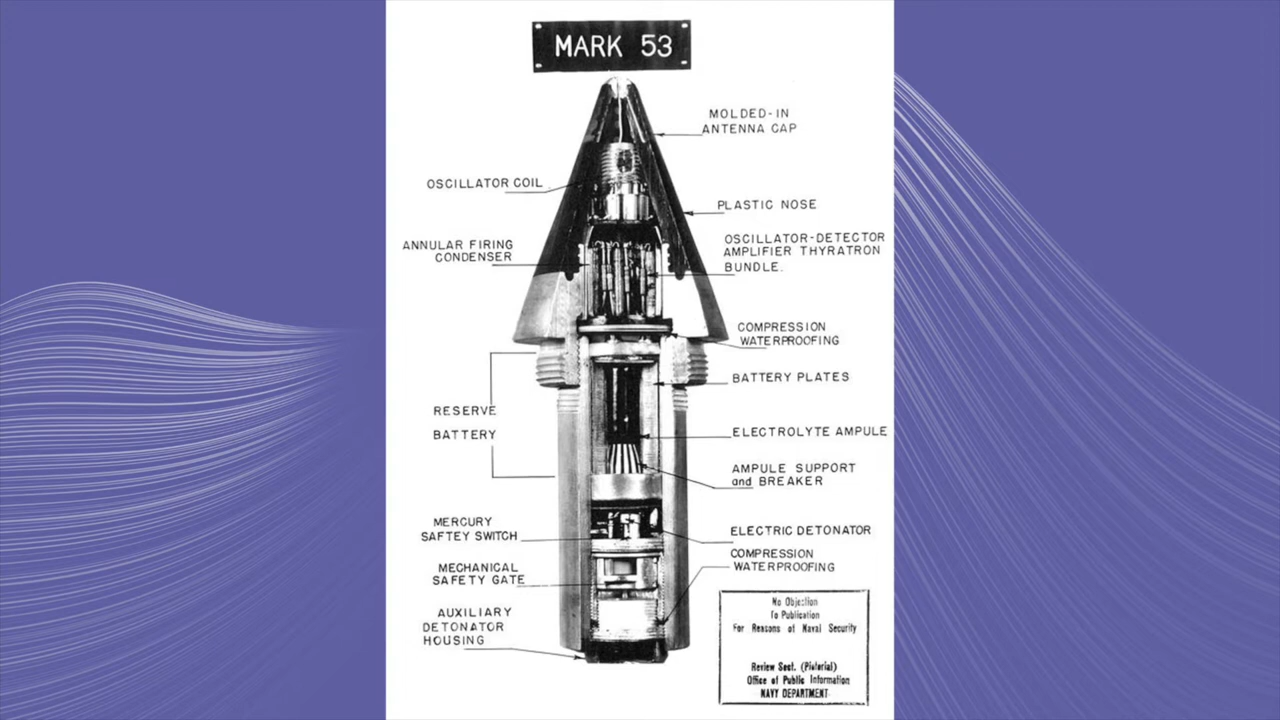 MARK 53
MOLDED-IN
ANTENNA CAP
OSCILLATOR COIL
PLASTIC NOSE
ANNULAR FIRING
CONDENSER
OSCILLATOR-DETECTOR
AMPLIFIER THYRATRON
BUNDLE.
COMPRESSION
WATERPROOFING
BATTERY PLATES
RESERVE
BATTERY
ELECTROLYTE AMPULE
AMPULE SUPPORT
and BREAKER
MERCURY
SAFTEY SWITCH
ELECTRIC DETONATOR
COMPRESSION
WATERPROOFING
MECHANICAL
SAFETY GATE
AUXILIARY
DETONATOR
HOUSING
No Objection
To Publication
For Reasons of Naval Security
Review Sect. (Pictorial)
Office of Public Information
NAVY DEPARTMENT